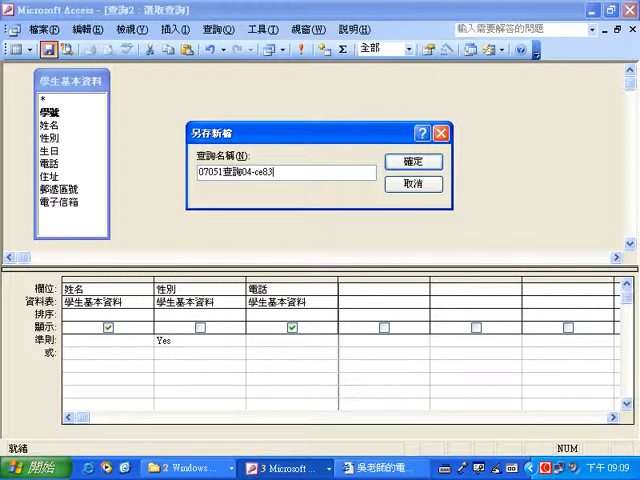 Microsoft Access - [查詢2 : 選取查詢]
檔案(F) 編輯(E) 檢視(V) 插入(I) 查詢(Q) 工具(T) 視窗(W) 說明(H) 輸入需要解答的問題
Σ 全部
學生基本資料
*
學號
姓名
性別
生日
電話
住址
郵遞區號
電子信箱
另存新檔
查詢名稱(N):
07051查詢04-ce83
確定
取消
欄位: 姓名 性別 電話
資料表: 學生基本資料 學生基本資料 學生基本資料
排序:
顯示:
準則: Yes
或:
就緒 NUM
開始 2 Windows ... 3 Microsoft ... 吳老師的電... 下午 09:09